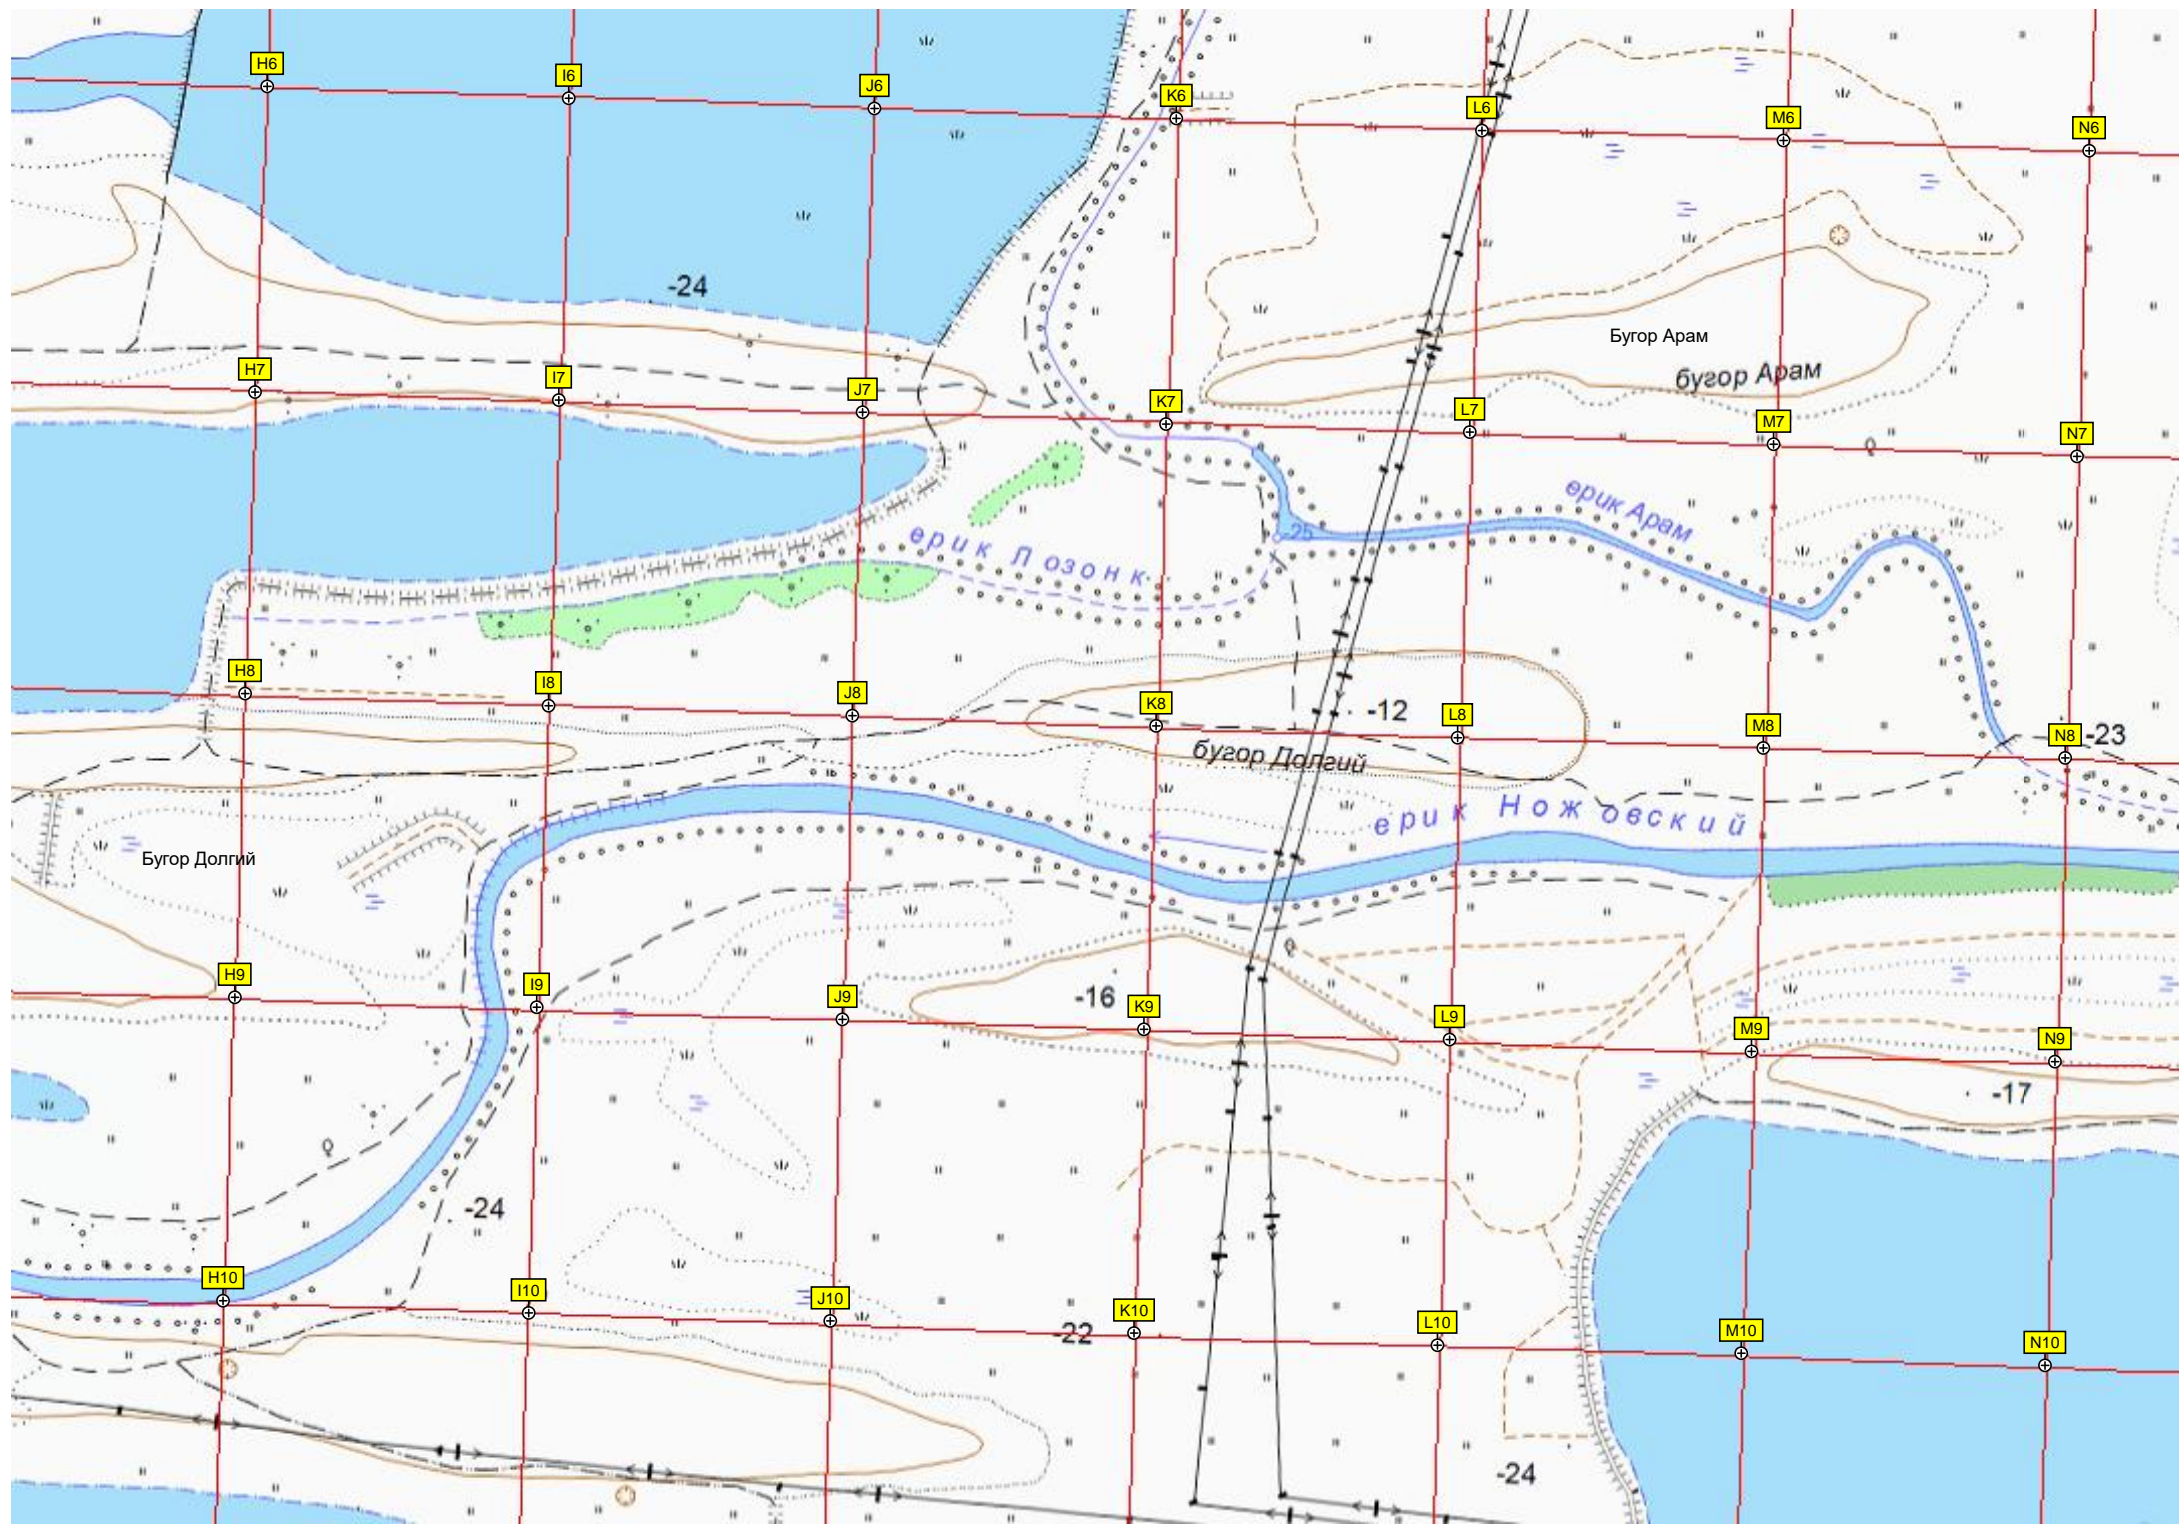 H6
I6
J6
K6
L6
M6
N6
-24
Бугор Арам
бугор Арам
H7
I7
J7
K7
L7
M7
N7
ерик Арам
-25
ерик Лозонк
H8
I8
J8
K8
-12
L8
M8
N8
-23
бугор Долгий
ерик Ножовский
Бугор Долгий
H9
I9
J9
-16
K9
L9
M9
N9
-17
-24
H10
I10
J10
-22
K10
L10
M10
N10
-24